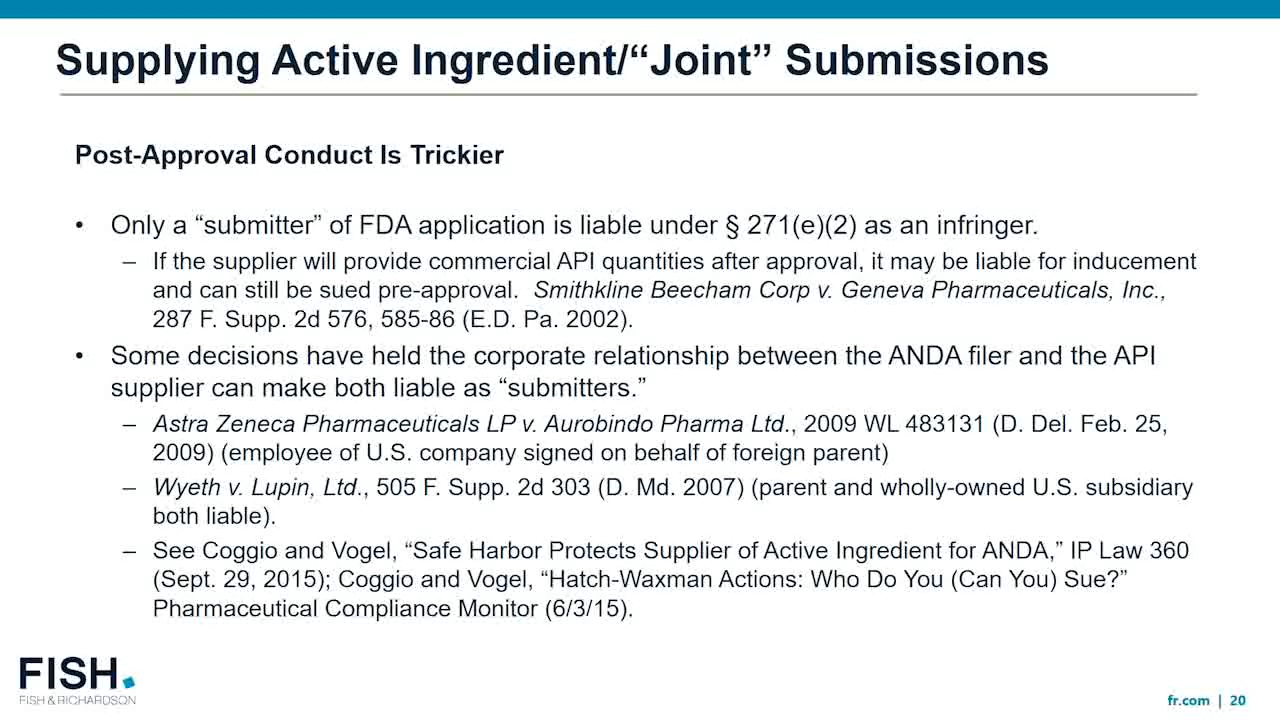 Supplying Active Ingredient/“Joint” Submissions
Post-Approval Conduct Is Trickier
• Only a “submitter” of FDA application is liable under § 271(e)(2) as an infringer.
– If the supplier will provide commercial API quantities after approval, it may be liable for inducement
and can still be sued pre-approval. Smithkline Beecham Corp v. Geneva Pharmaceuticals, Inc.,
287 F. Supp. 2d 576, 585-86 (E.D. Pa. 2002).
• Some decisions have held the corporate relationship between the ANDA filer and the API
supplier can make both liable as “submitters.”
– Astra Zeneca Pharmaceuticals LP v. Aurobindo Pharma Ltd., 2009 WL 483131 (D. Del. Feb. 25,
2009) (employee of U.S. company signed on behalf of foreign parent)
– Wyeth v. Lupin, Ltd., 505 F. Supp. 2d 303 (D. Md. 2007) (parent and wholly-owned U.S. subsidiary
both liable).
– See Coggio and Vogel, “Safe Harbor Protects Supplier of Active Ingredient for ANDA,” IP Law 360
(Sept. 29, 2015); Coggio and Vogel, “Hatch-Waxman Actions: Who Do You (Can You) Sue?”
Pharmaceutical Compliance Monitor (6/3/15).
FISH.
FISH & RICHARDSON
fr.com | 20